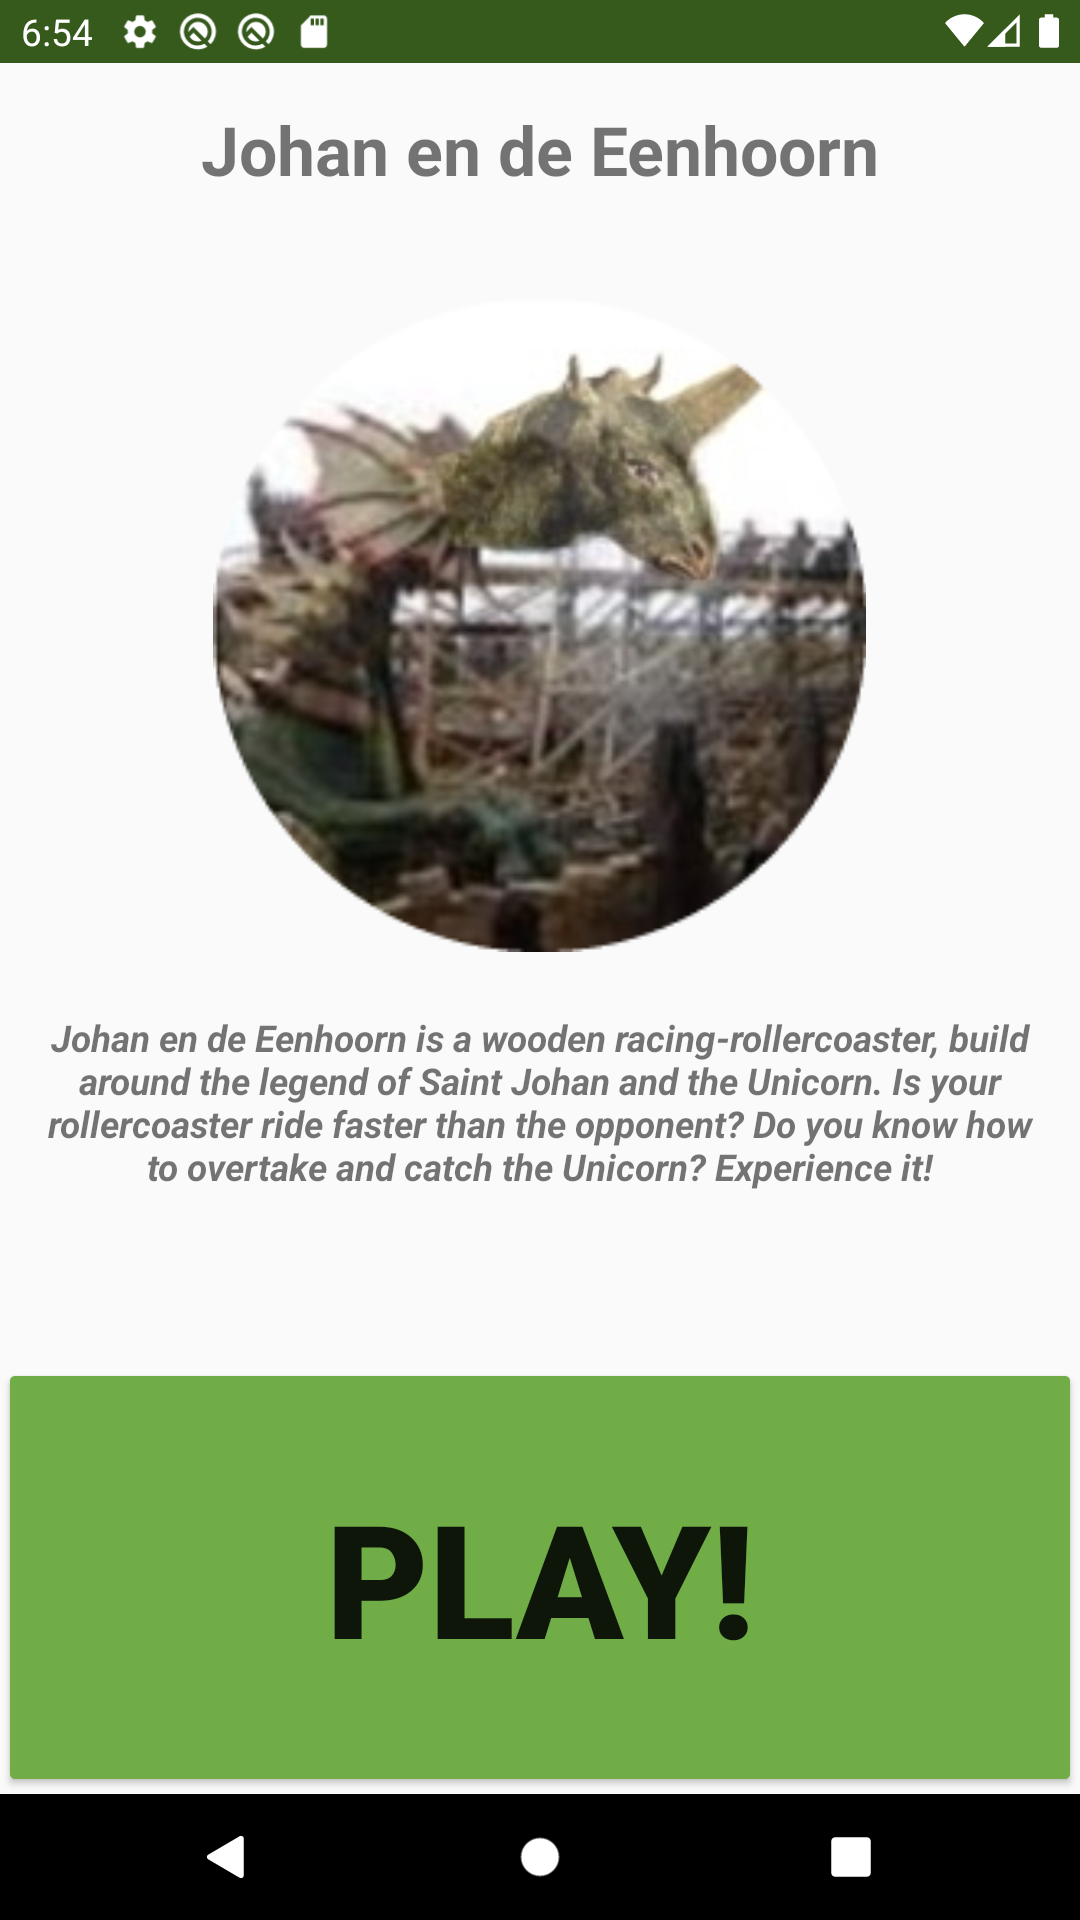 6:54
Johan en de Eenhoorn
Johan en de Eenhoorn is a wooden racing-rollercoaster, build
around the legend of Saint Johan and the Unicorn. Is your
rollercoaster ride faster than the opponent? Do you know how
to overtake and catch the Unicorn? Experience it!
PLAY!